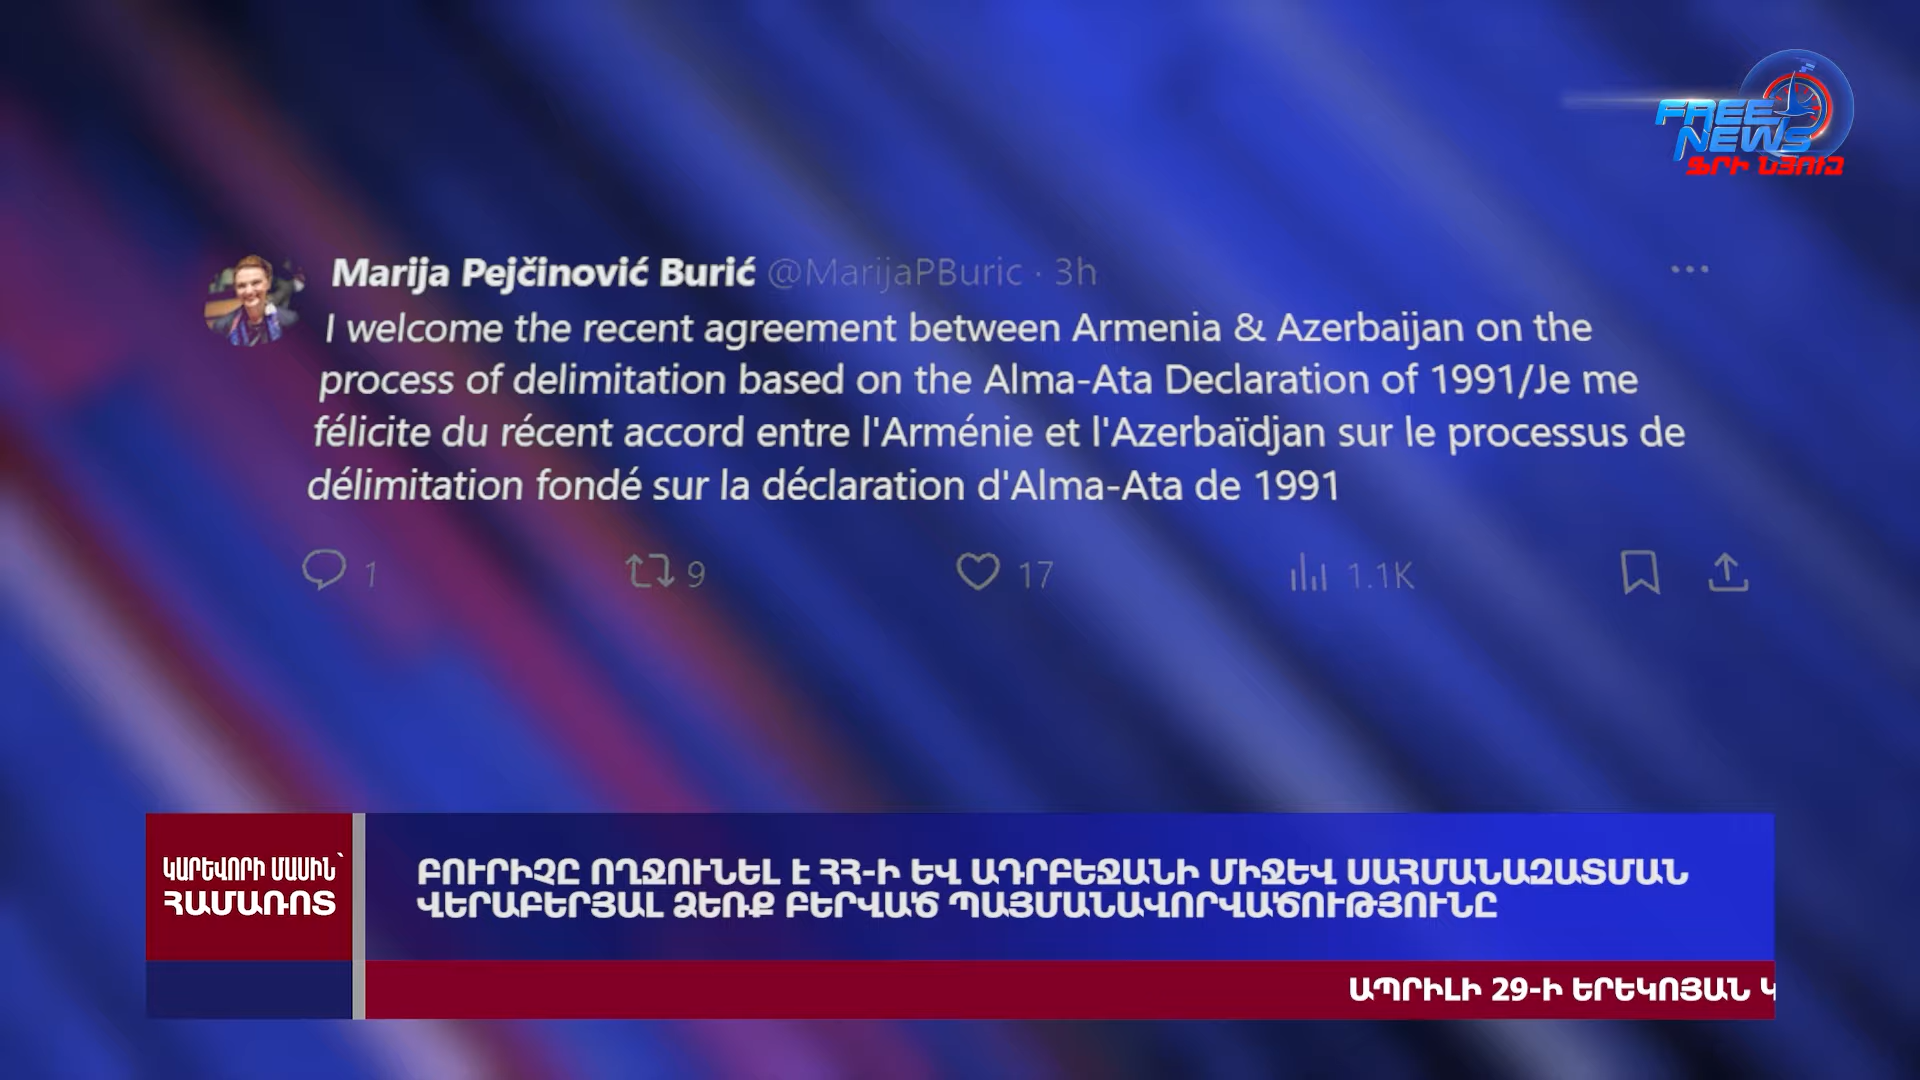 FREE
NEWS
ՖՐԻ ՆՅՈՒԶ
Marija Pejčinović Burić @MarijaPBuric · 3h
I welcome the recent agreement between Armenia & Azerbaijan on the
process of delimitation based on the Alma-Ata Declaration of 1991/Je me
félicite du récent accord entre l'Arménie et l'Azerbaïdjan sur le processus de
délimitation fondé sur la déclaration d'Alma-Ata de 1991
1 9 17 1.1K
ԿԱՐԵՎՈՐԻ ՄԱՍԻՆ՝
ՀԱՄԱՌՈՏ
ԲՈՒՐԻՉԸ ՈՂՋՈՒՆԵԼ Է ՀՀ-Ի ԵՎ ԱԴՐԲԵՋԱՆԻ ՄԻՋԵՎ ՍԱՀՄԱՆԱԶԱՏՄԱՆ
ՎԵՐԱԲԵՐՅԱԼ ՁԵՌՔ ԲԵՐՎԱԾ ՊԱՅՄԱՆԱՎՈՐՎԱԾՈՒԹՅՈՒՆԸ
ԱՊՐԻԼԻ 29-Ի ԵՐԵԿՈՅԱՆ Կ